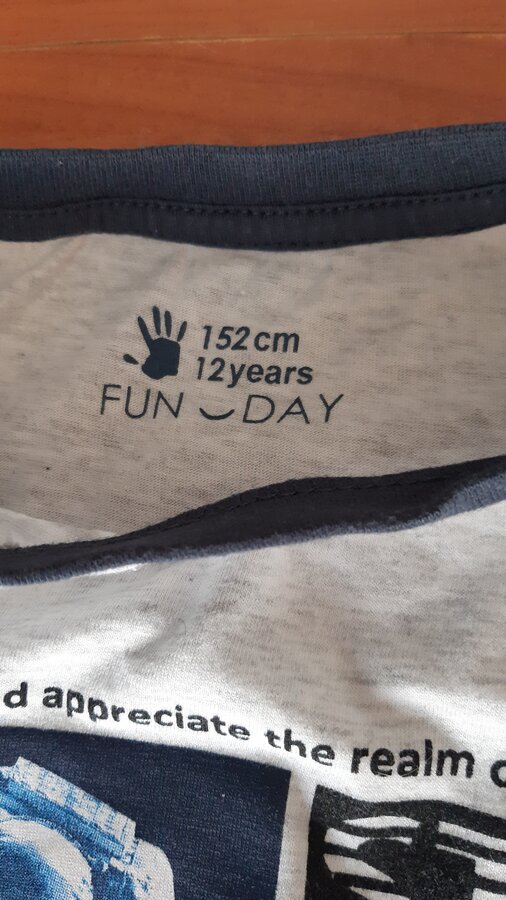 152cm
12years
FUN DAY
d appreciate the realm